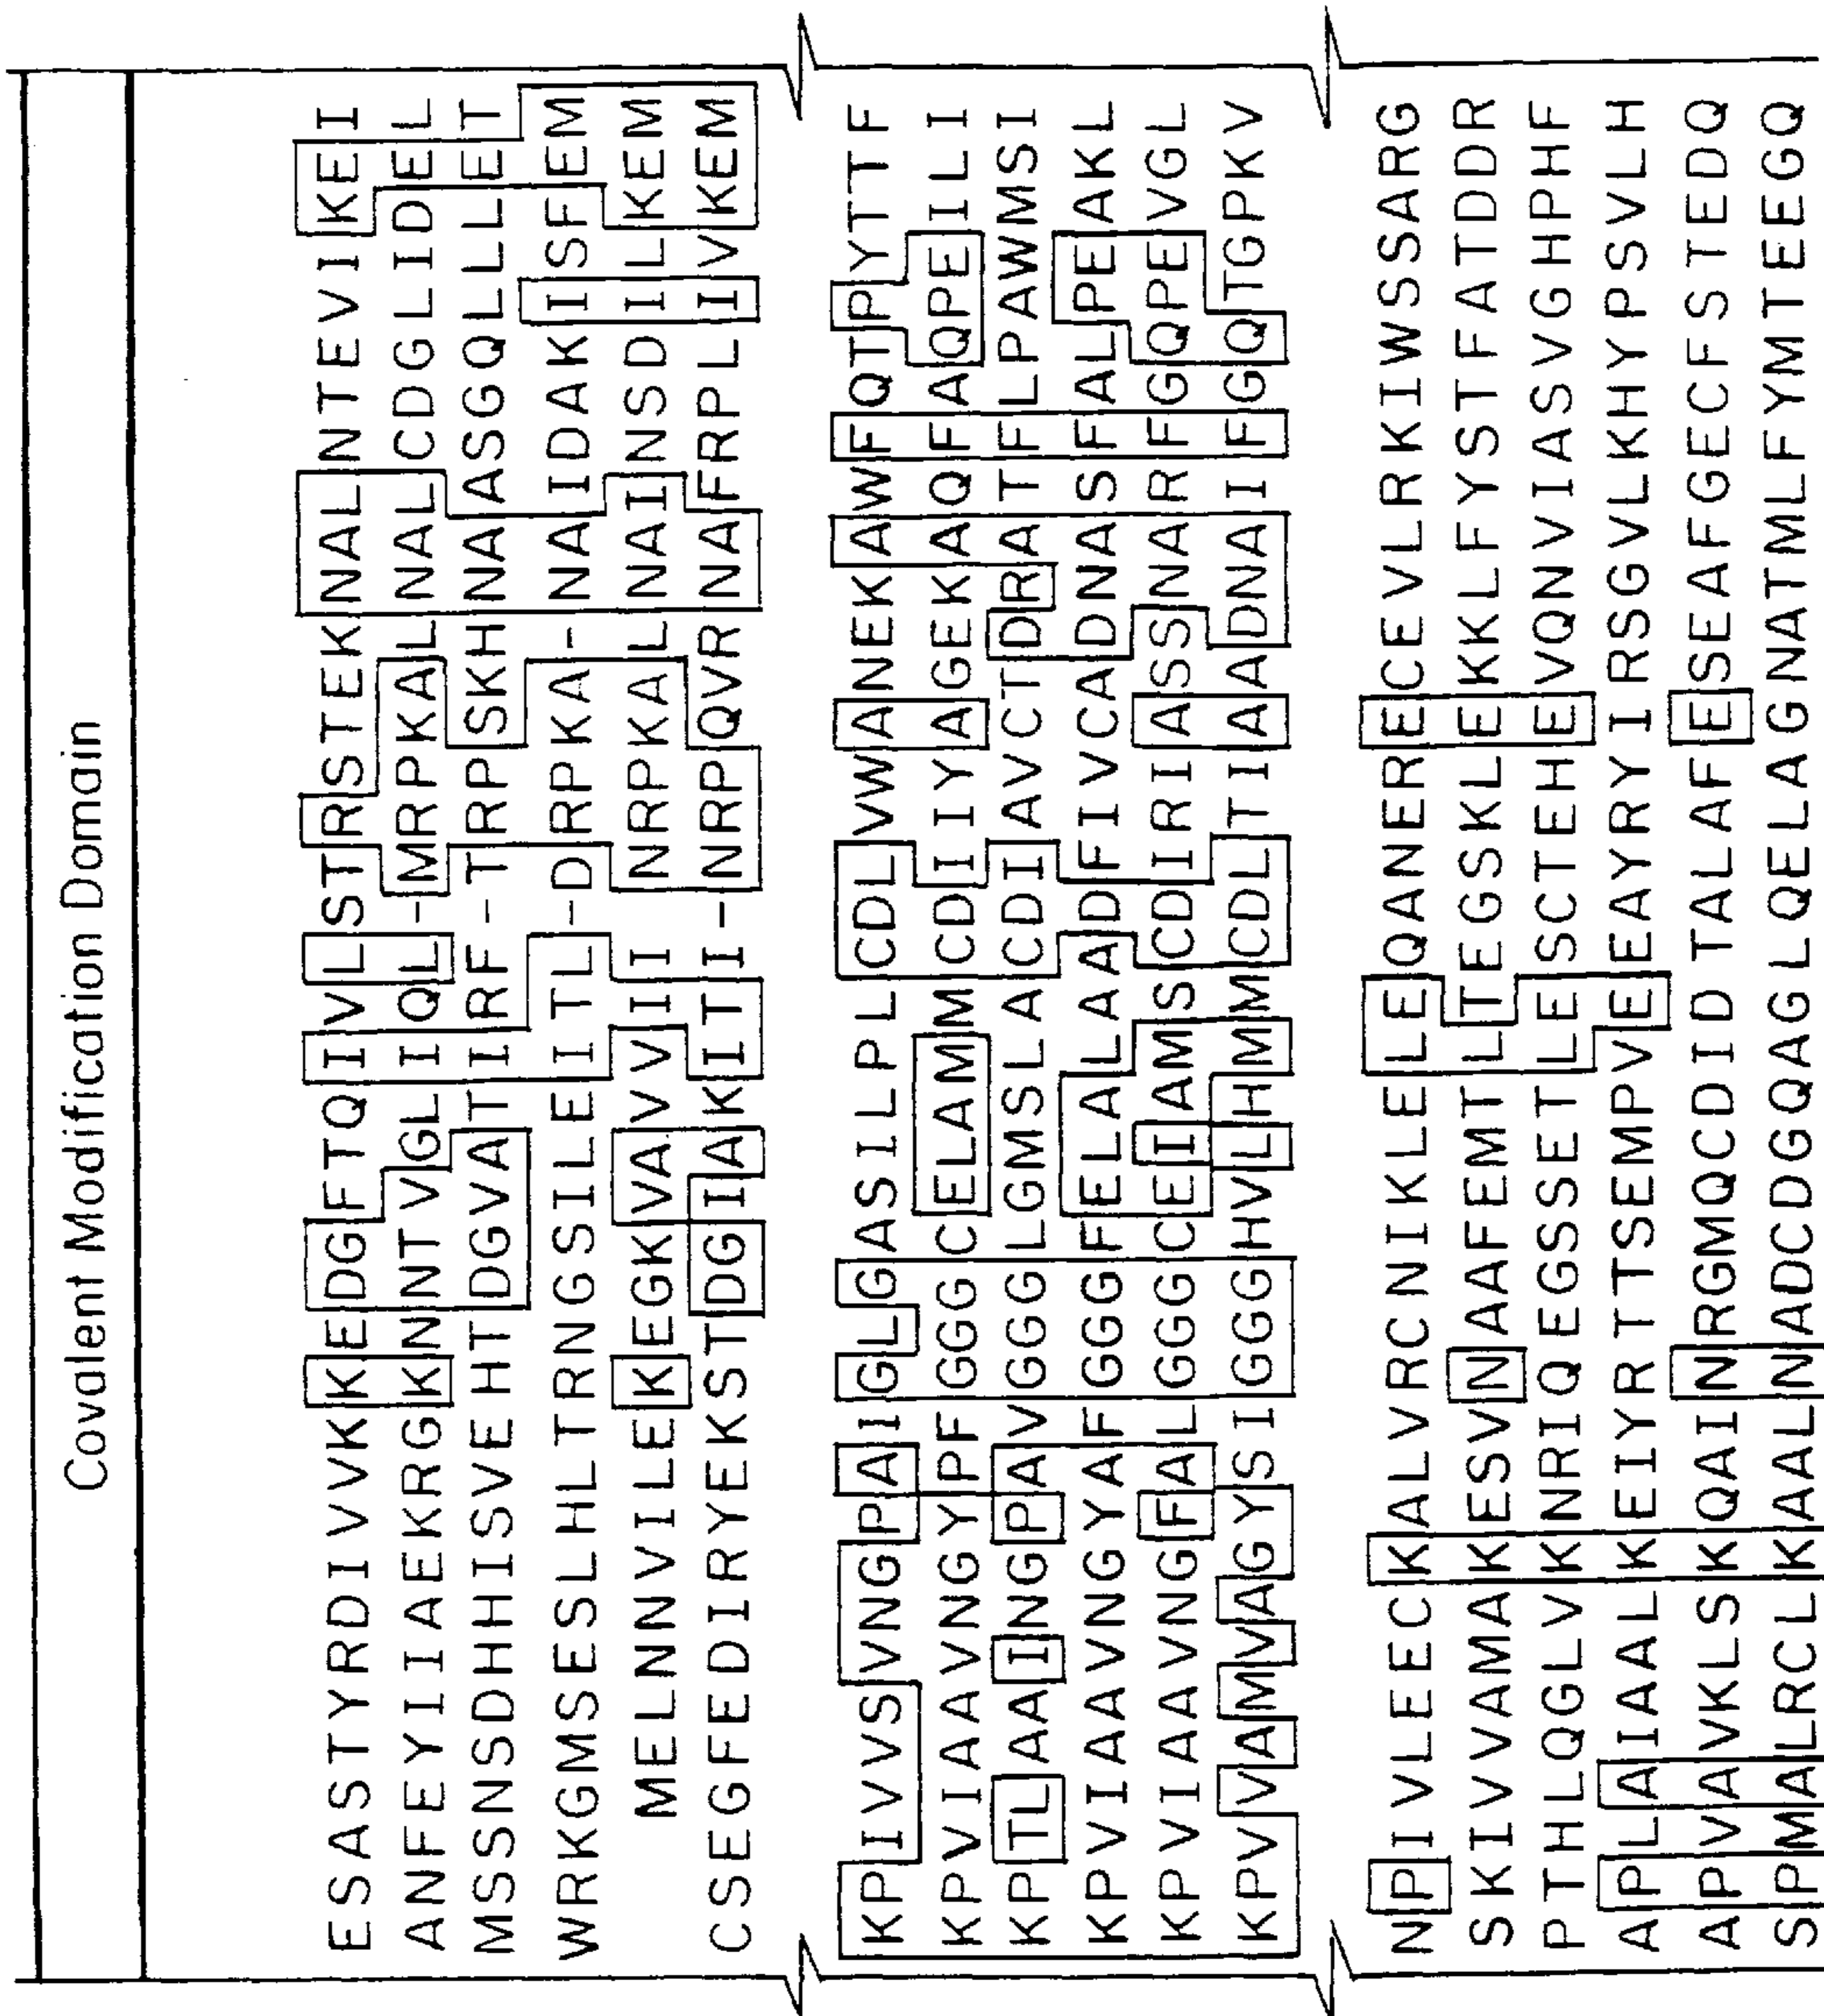 Covalent Modification Domain
ESASTYRDIVVKKEDGFTQIVLSTRSTEKNALNTEVIKEI
ANFEYIIAEKRGKNNTVGLIQL-MRPKALNALCDGLIDEL
MSSNSDHHISVEHTDGVATIRF-TRPSKHNAASGQLLLET
WRKGMSESLHLTRNGSILEITL-DRPKA-NAIDAKISFEM
MELNNVILEKEGKVAVVII NRPKALNAINSDILKEM
CSEGFEDIRYEKSTDGIAKITI-NRPQVRNAFRPLIVKEM
KPIVVSVNGPAIGLGASILPLCDLVWANEKAWFQTPYTTF
KPVIAAVNGYPFGGGCELAMMCDIIYAGEKAQFAQPEILI
KPTLAAINGPAVGGGLGMSLACDIAVCTDRATFLPAWMSI
KPVIAAVNGYAFGGGFELALAADFIVCADNASFALPEAKL
KPVIAAVNGFALGGGCEIAMSCDIRIASSNARFGQPEVGL
KPVVAMVAGYSIGGGHVLHMMCDLTIAADNAIFGQTGPKV
NPIVLEECKALVRCNIKLELEQANERECEVLRKIWSSARG
SKIVVAMAKESVNAAFEMTLTEGSKLEKKLFYSTFATDDR
PTHLQGLVKNRIQEGSSETLESCTEHEVQNVIASVGHPHF
APLAIAALKEIYRTTSEMPVEEAYRYIRSGVLKHYPSVLH
APVAVKLSKQAINRGMQCDIDTALAFESEAFGECFSTEDQ
SPMALRCLKAALNADCDGQAGLQELAGNATMLFYMTEEGQ